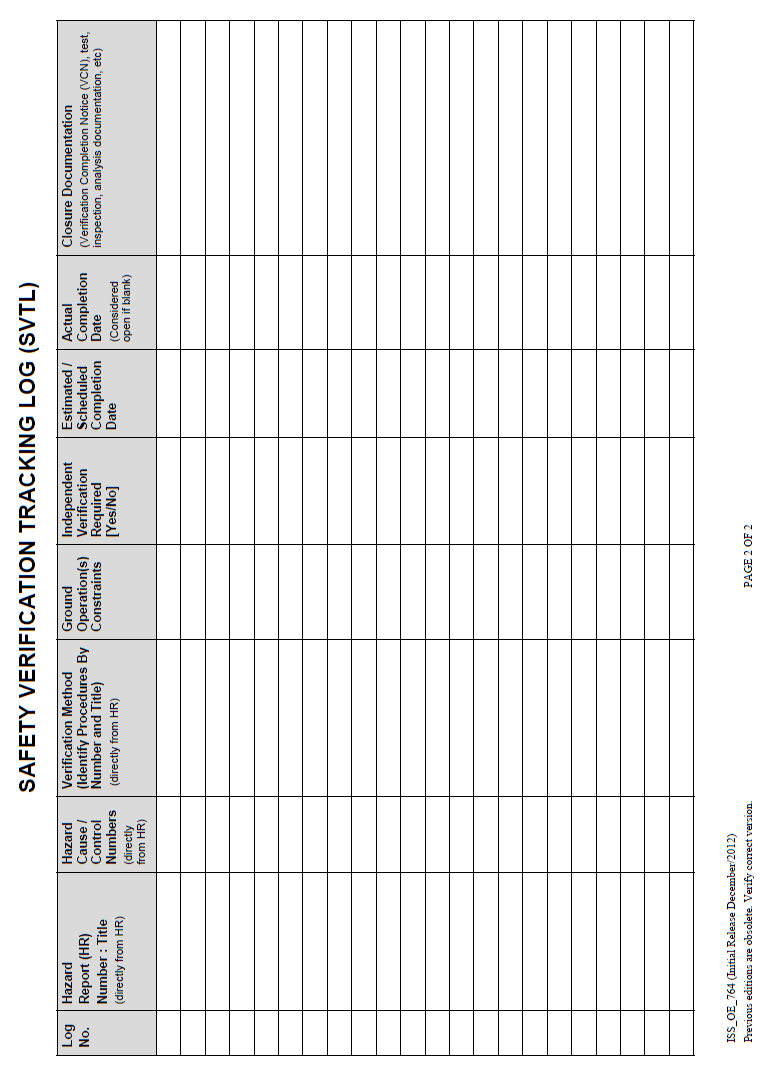 SAFETY VERIFICATION TRACKING LOG (SVTL)
Log
No.
Hazard
Report (HR)
Number : Title
(directly from HR)
Hazard
Cause /
Control
Numbers
(directly
from HR)
Verification Method
(Identify Procedures By
Number and Title)
(directly from HR)
Ground
Operation(s)
Constraints
Independent
Verification
Required
[Yes/No]
Estimated /
Scheduled
Completion
Date
Actual
Completion
Date
(Considered
open if blank)
Closure Documentation
(Verification Completion Notice (VCN), test,
inspection, analysis documentation, etc)
ISS_OE_764 (Initial Release December/2012)
Previous editions are obsolete. Verify correct version.
PAGE 2 OF 2